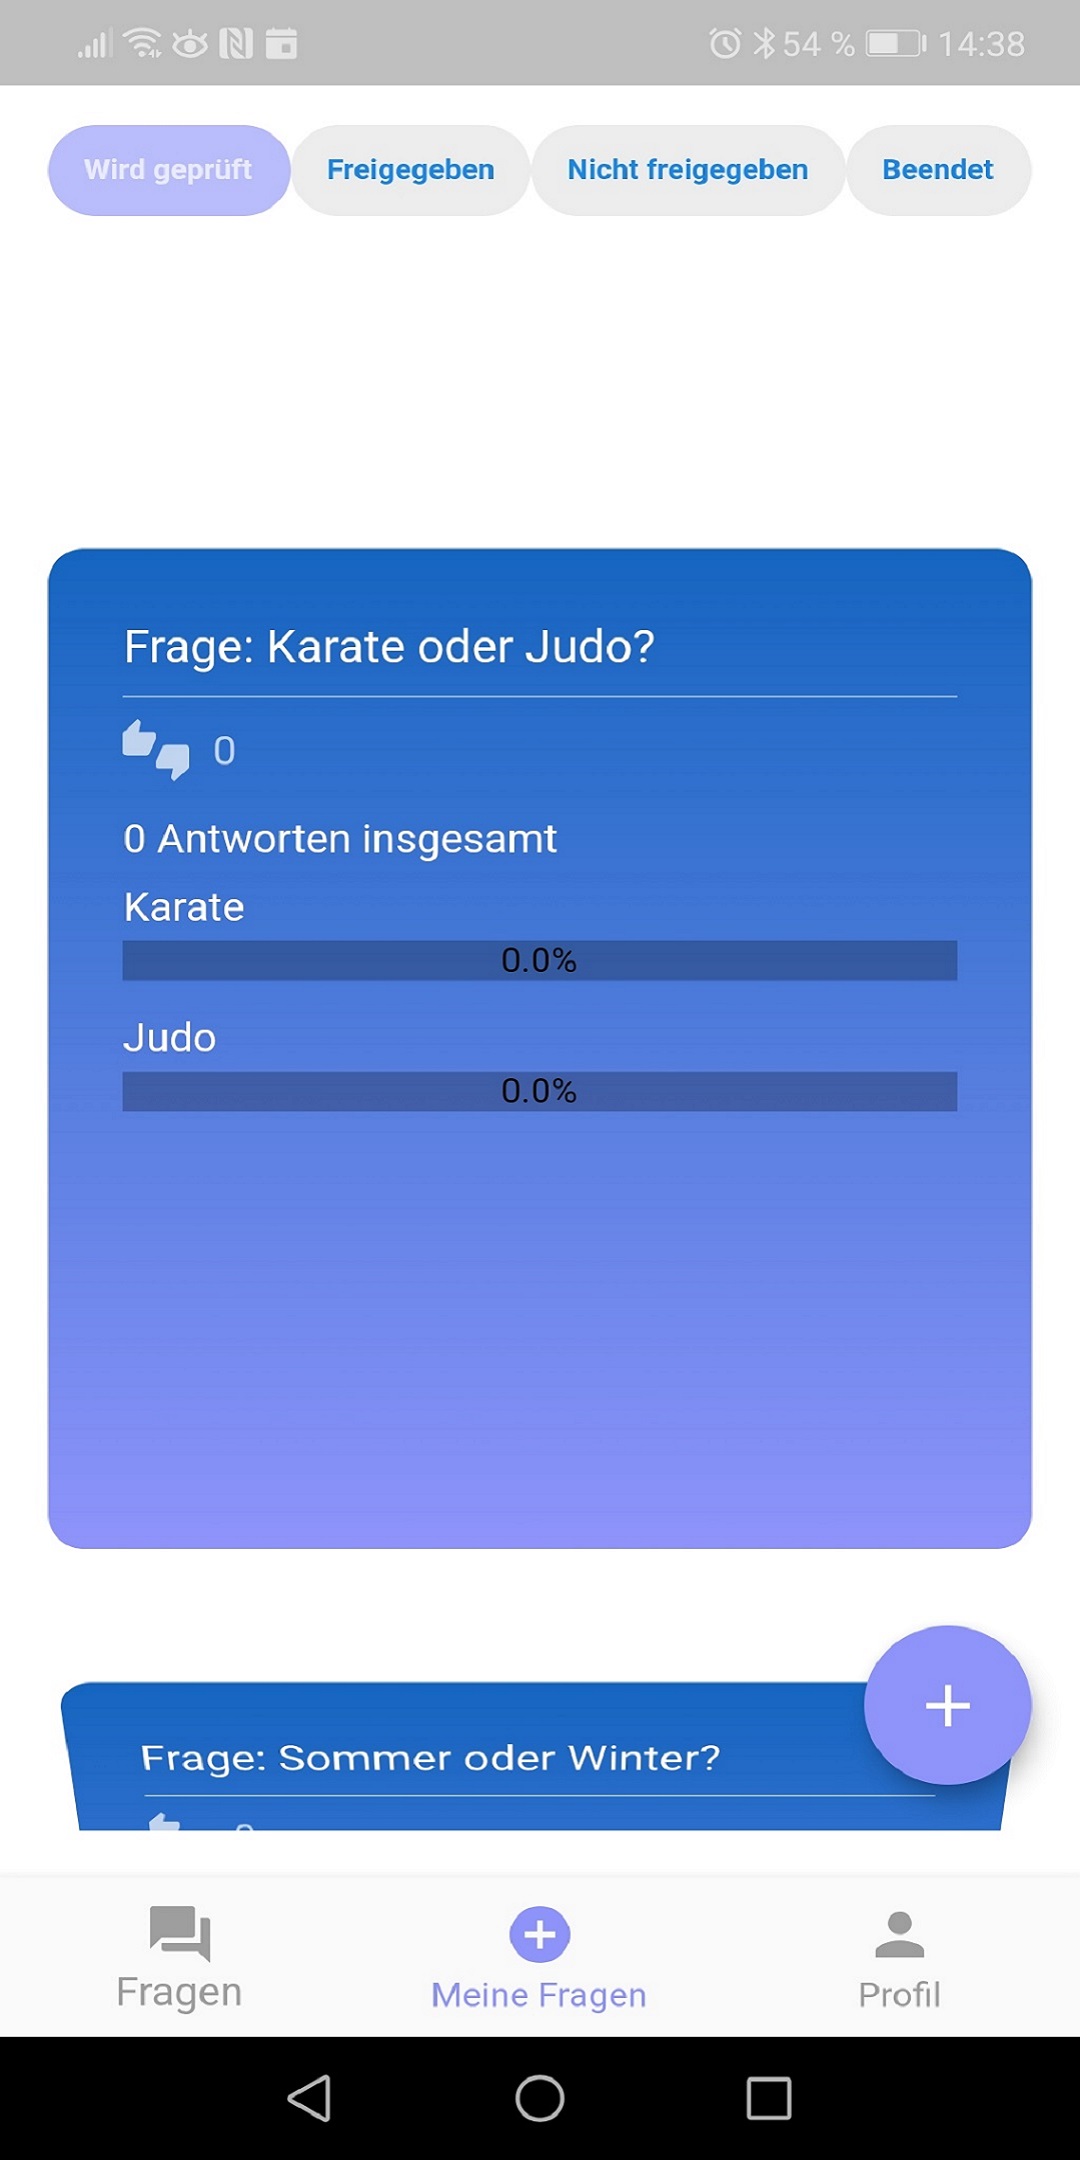 54 % 14:38
Wird geprüft Freigegeben Nicht freigegeben Beendet
Frage: Karate oder Judo?
0
0 Antworten insgesamt
Karate
0.0%
Judo
0.0%
Frage: Sommer oder Winter?
Fragen Meine Fragen Profil